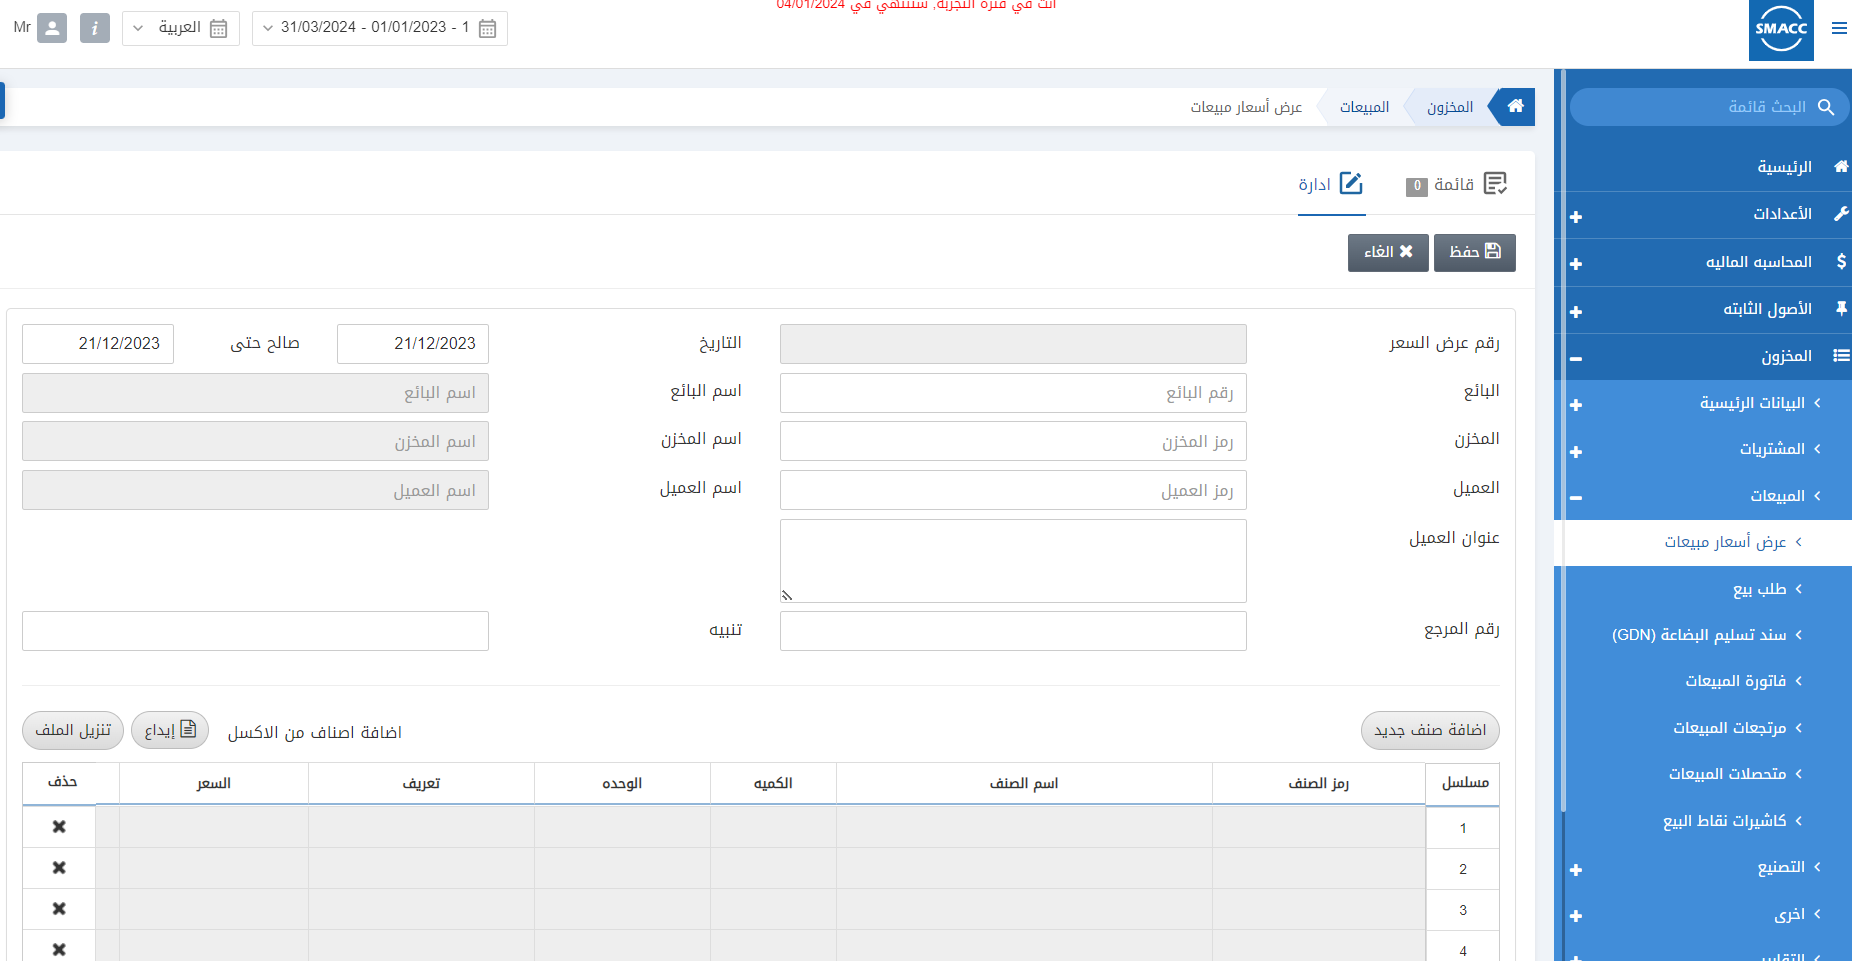 انت في فترة التجربة, ستنتهي في 04/01/2024
SMACC
1 - 01/01/2023 - 31/03/2024
العربية
i
Mr
البحث قائمة
الرئيسية
الأعدادات
المحاسبه الماليه
الأصول الثابته
المخزون
البيانات الرئيسية
المشتريات
المبيعات
عرض أسعار مبيعات
طلب بيع
سند تسليم البضاعة (GDN)
فاتورة المبيعات
مرتجعات المبيعات
متحصلات المبيعات
كاشيرات نقاط البيع
التصنيع
اخرى
التقارير
المخزون
المبيعات
عرض أسعار مبيعات
قائمة 0
ادارة
حفظ
الغاء
رقم عرض السعر
التاريخ 21/12/2023 صالح حتى 21/12/2023
البائع رقم البائع اسم البائع اسم البائع
المخزن رمز المخزن اسم المخزن اسم المخزن
العميل رمز العميل اسم العميل اسم العميل
عنوان العميل
رقم المرجع تنبيه
اضافة صنف جديد اضافة اصناف من الاكسل إيداع تنزيل الملف
مسلسل رمز الصنف اسم الصنف الكميه الوحده تعريف السعر حذف
1
2
3
4